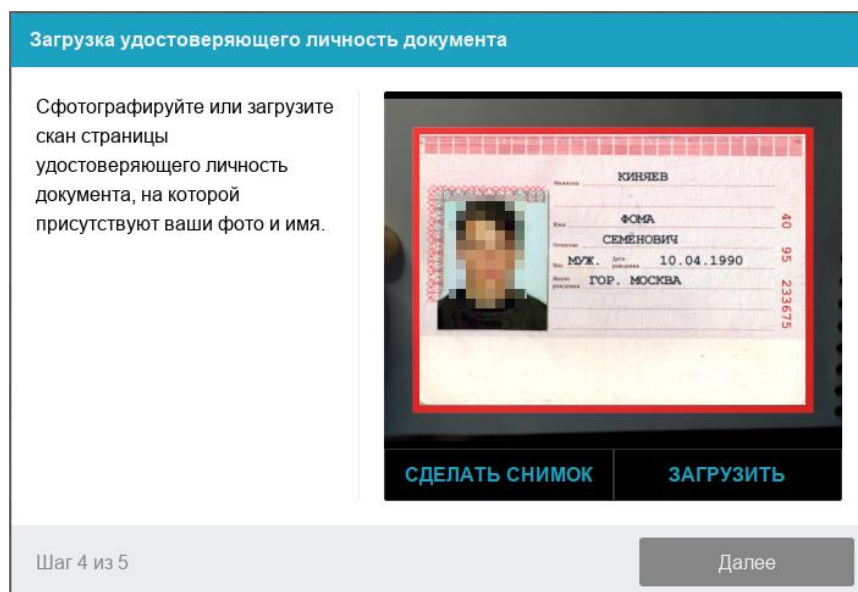 Загрузка удостоверяющего личность документа
Сфотографируйте или загрузите
скан страницы
удостоверяющего личность
документа, на которой
присутствуют ваши фото и имя.
КИНЯЕВ
ФОМА
СЕМЁНОВИЧ
МУЖ. 10.04.1990
ГОР. МОСКВА
40 95 233675
СДЕЛАТЬ СНИМОК ЗАГРУЗИТЬ
Шаг 4 из 5 Далее